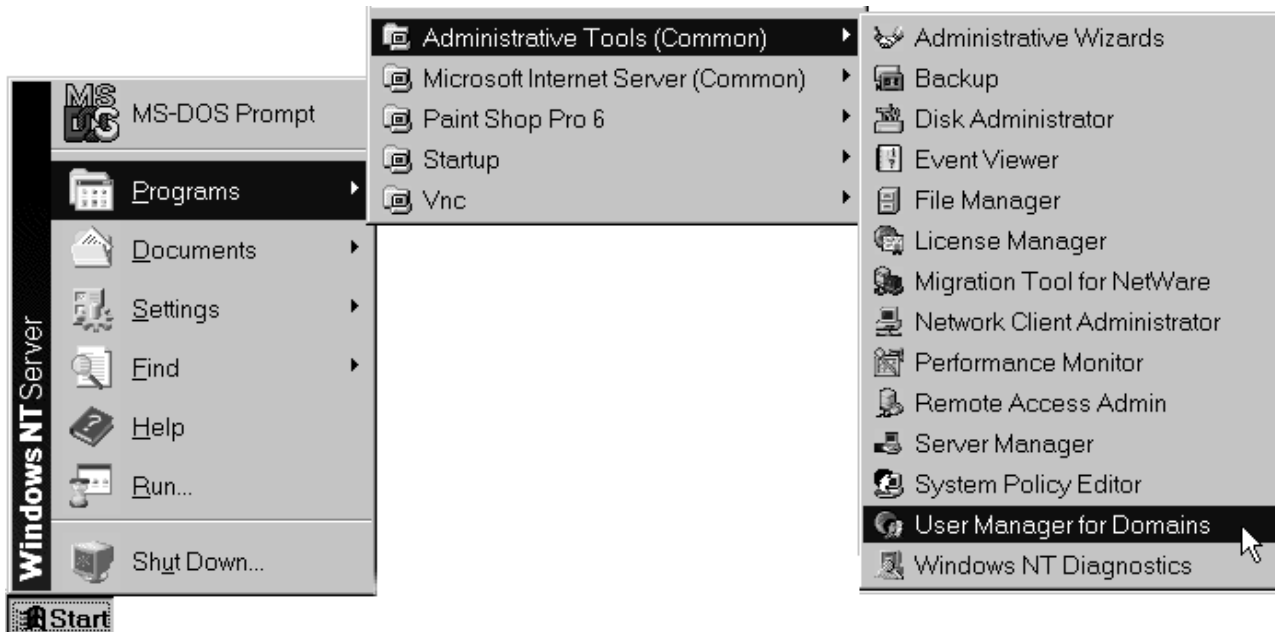 MS-DOS Prompt
Programs
Documents
Settings
Find
Help
Run...
Shut Down...
Windows NT Server
Start
Administrative Tools (Common)
Microsoft Internet Server (Common)
Paint Shop Pro 6
Startup
Vnc
Administrative Wizards
Backup
Disk Administrator
Event Viewer
File Manager
License Manager
Migration Tool for NetWare
Network Client Administrator
Performance Monitor
Remote Access Admin
Server Manager
System Policy Editor
User Manager for Domains
Windows NT Diagnostics